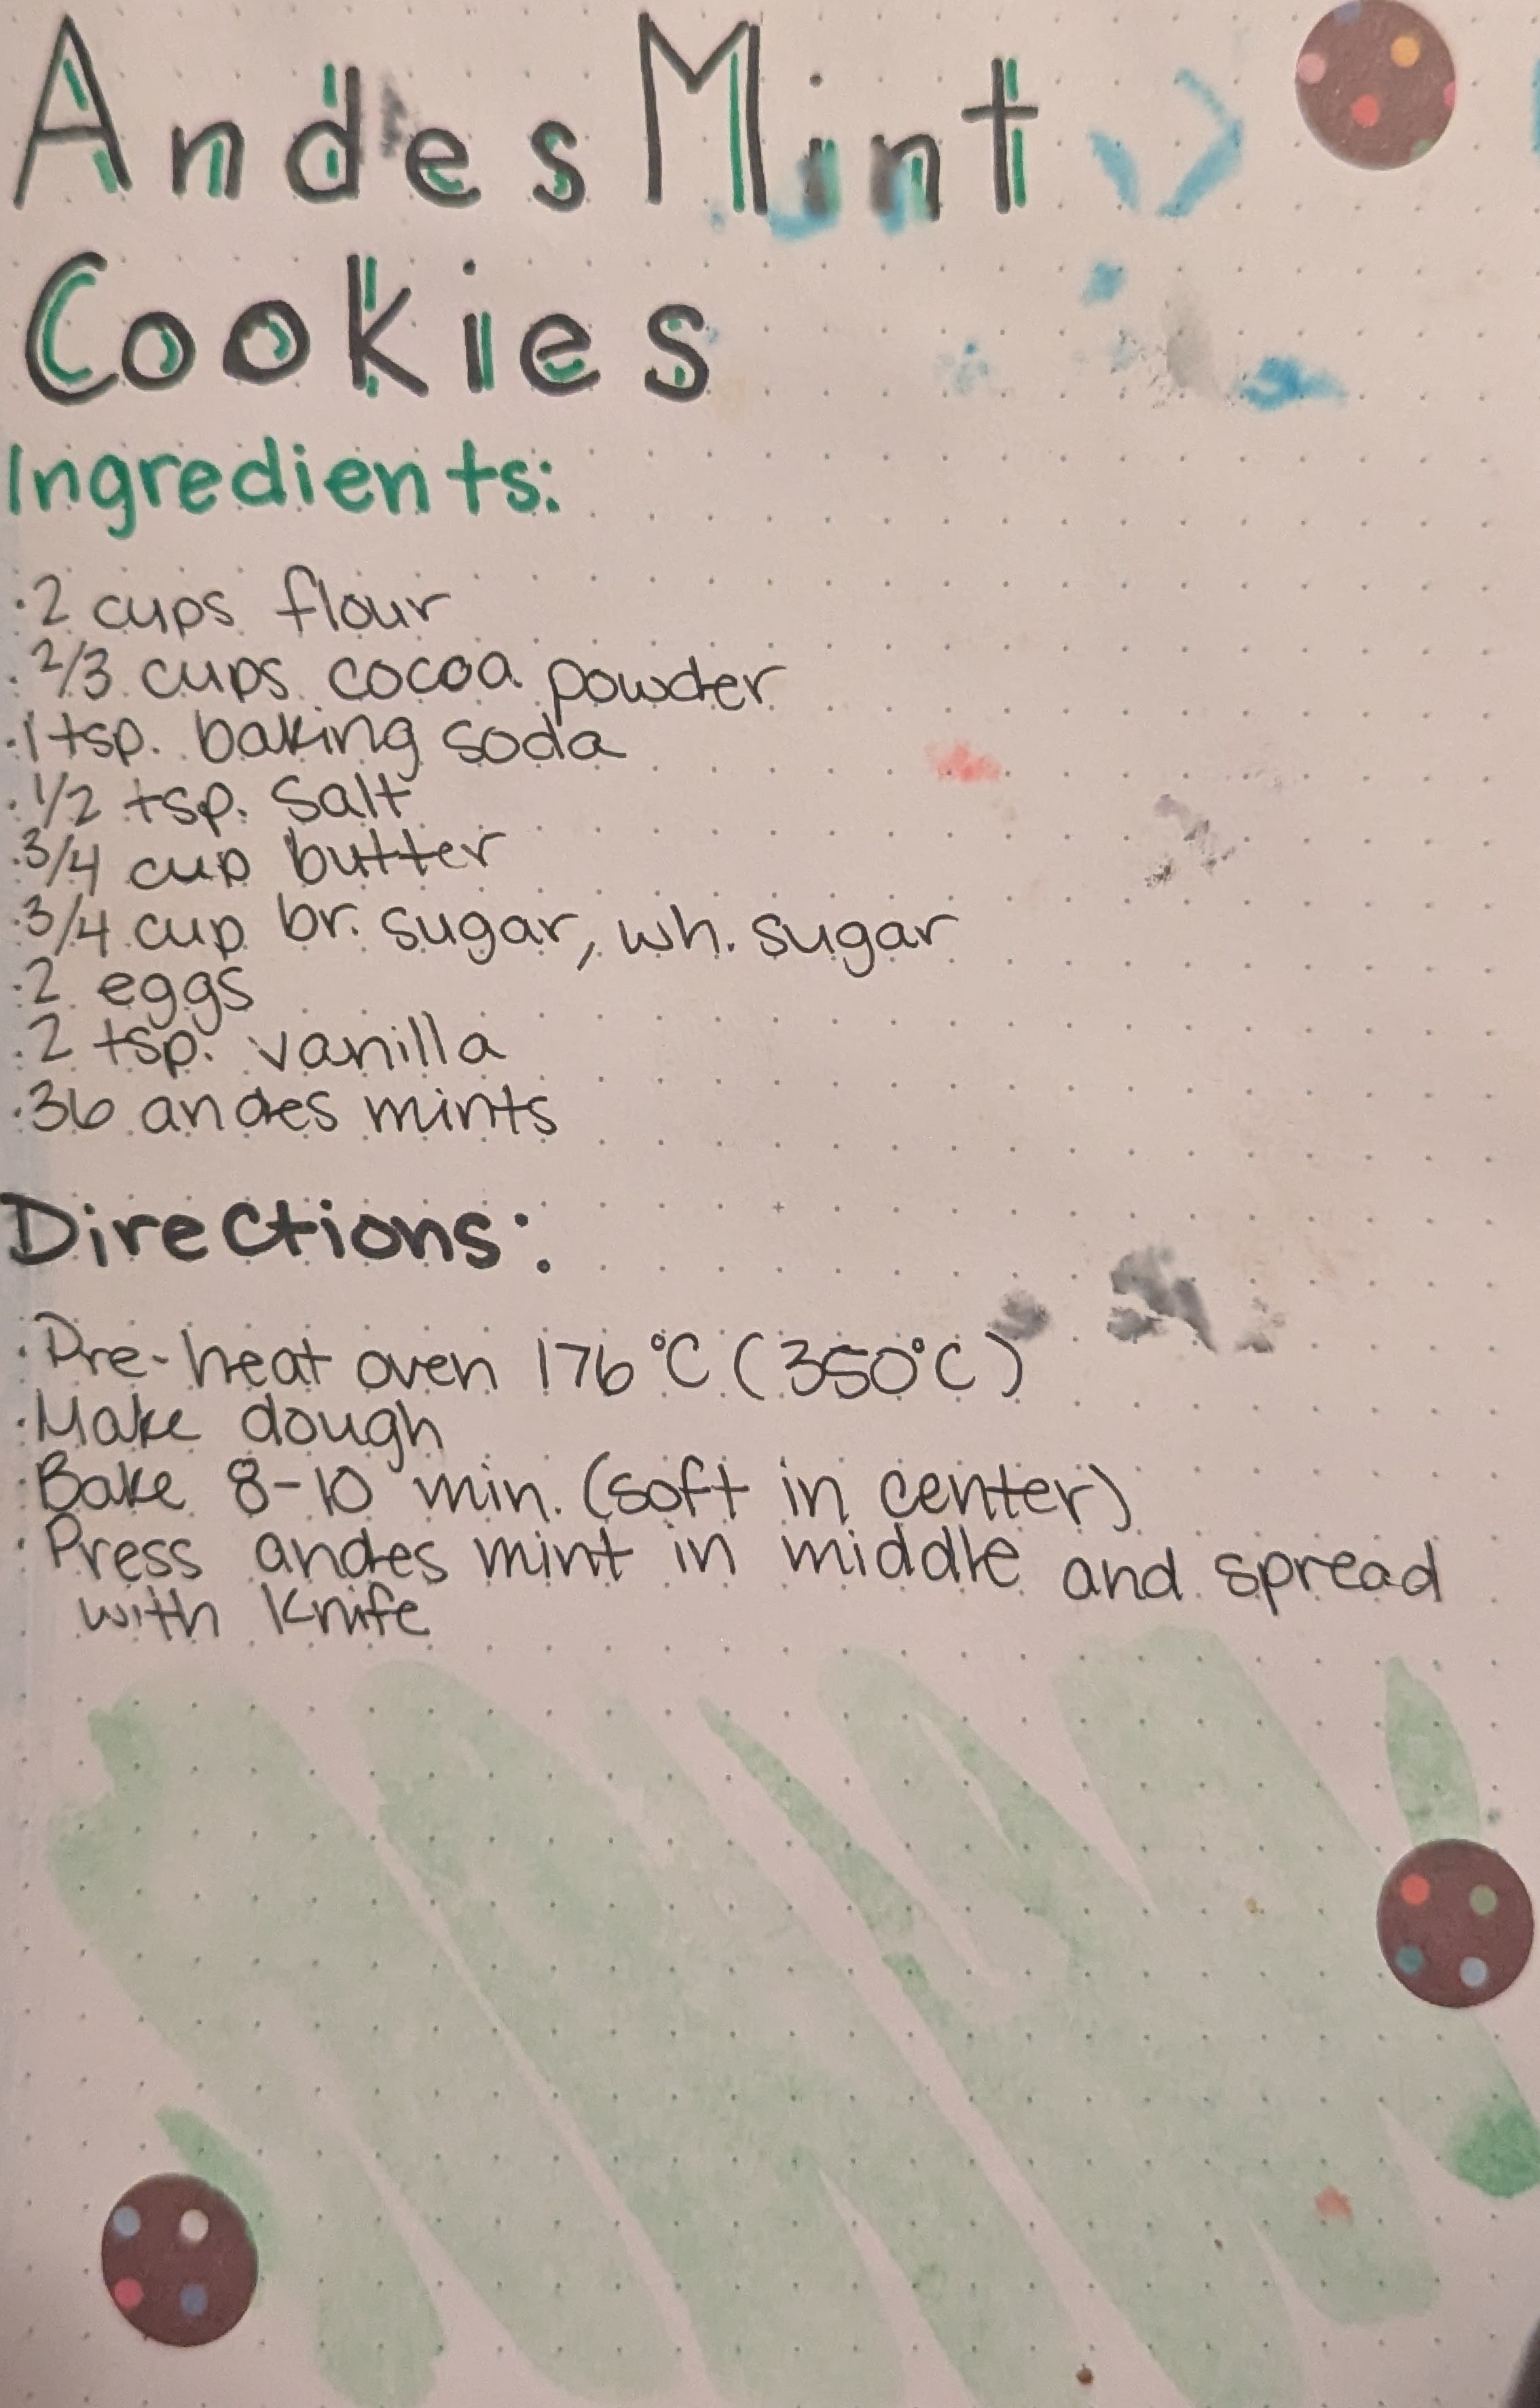 Andes Mint
Cookies
Ingredients:
·2 cups flour
·2/3 cups cocoa powder
·1 tsp. baking soda
·1/2 tsp. salt
·3/4 cup butter
·3/4 cup br. sugar, wh. sugar
·2 eggs
·2 tsp. vanilla
·36 andes mints
Directions:
·Pre-heat oven 176°C (350°C)
·Make dough
·Bake 8-10 min. (soft in center)
·Press andes mint in middle and spread
with knife